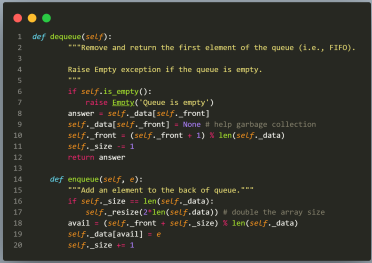 1 def dequeue(self):
2 """Remove and return the first element of the queue (i.e., FIFO).
3
4 Raise Empty exception if the queue is empty.
5 """
6 if self.is_empty():
7 raise Empty('Queue is empty')
8 answer = self._data[self._front]
9 self._data[self._front] = None # help garbage collection
10 self._front = (self._front + 1) % len(self._data)
11 self._size -= 1
12 return answer
13
14 def enqueue(self, e):
15 """Add an element to the back of queue."""
16 if self._size == len(self._data):
17 self._resize(2*len(self.data)) # double the array size
18 avail = (self._front + self._size) % len(self._data)
19 self._data[avail] = e
20 self._size += 1